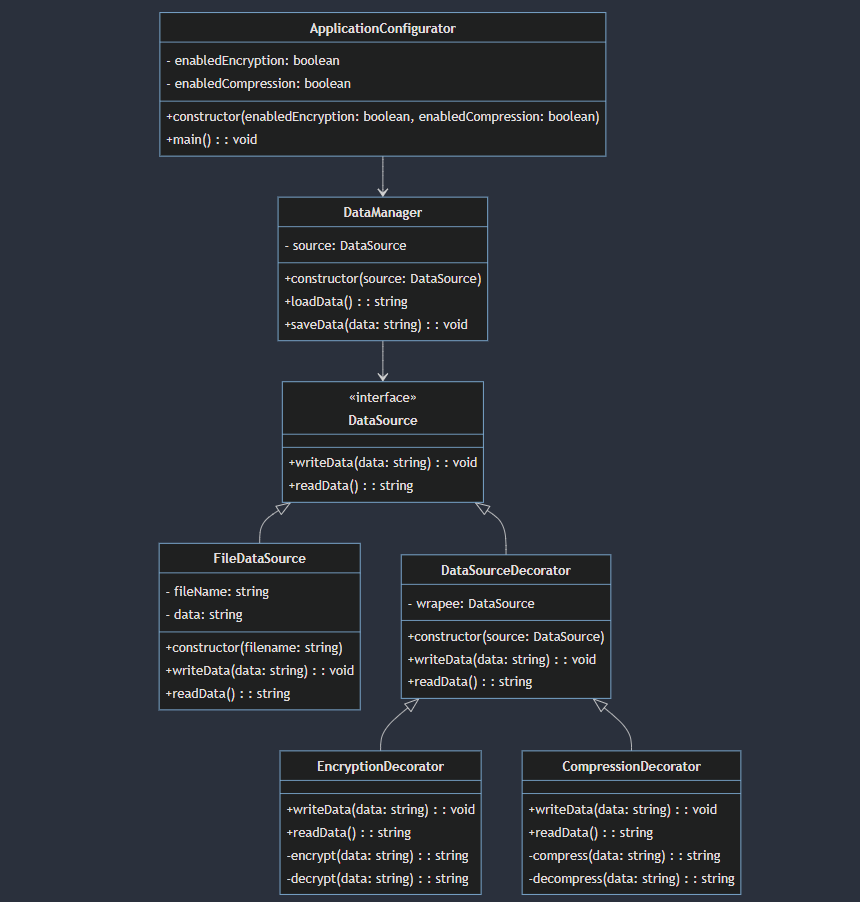 ApplicationConfigurator
- enabledEncryption: boolean
- enabledCompression: boolean
+constructor(enabledEncryption: boolean, enabledCompression: boolean)
+main() : : void
DataManager
- source: DataSource
+constructor(source: DataSource)
+loadData() : : string
+saveData(data: string) : : void
«interface»
DataSource
+writeData(data: string) : : void
+readData() : : string
FileDataSource
- fileName: string
- data: string
+constructor(filename: string)
+writeData(data: string) : : void
+readData() : : string
DataSourceDecorator
- wrapee: DataSource
+constructor(source: DataSource)
+writeData(data: string) : : void
+readData() : : string
EncryptionDecorator
+writeData(data: string) : : void
+readData() : : string
-encrypt(data: string) : : string
-decrypt(data: string) : : string
CompressionDecorator
+writeData(data: string) : : void
+readData() : : string
-compress(data: string) : : string
-decompress(data: string) : : string